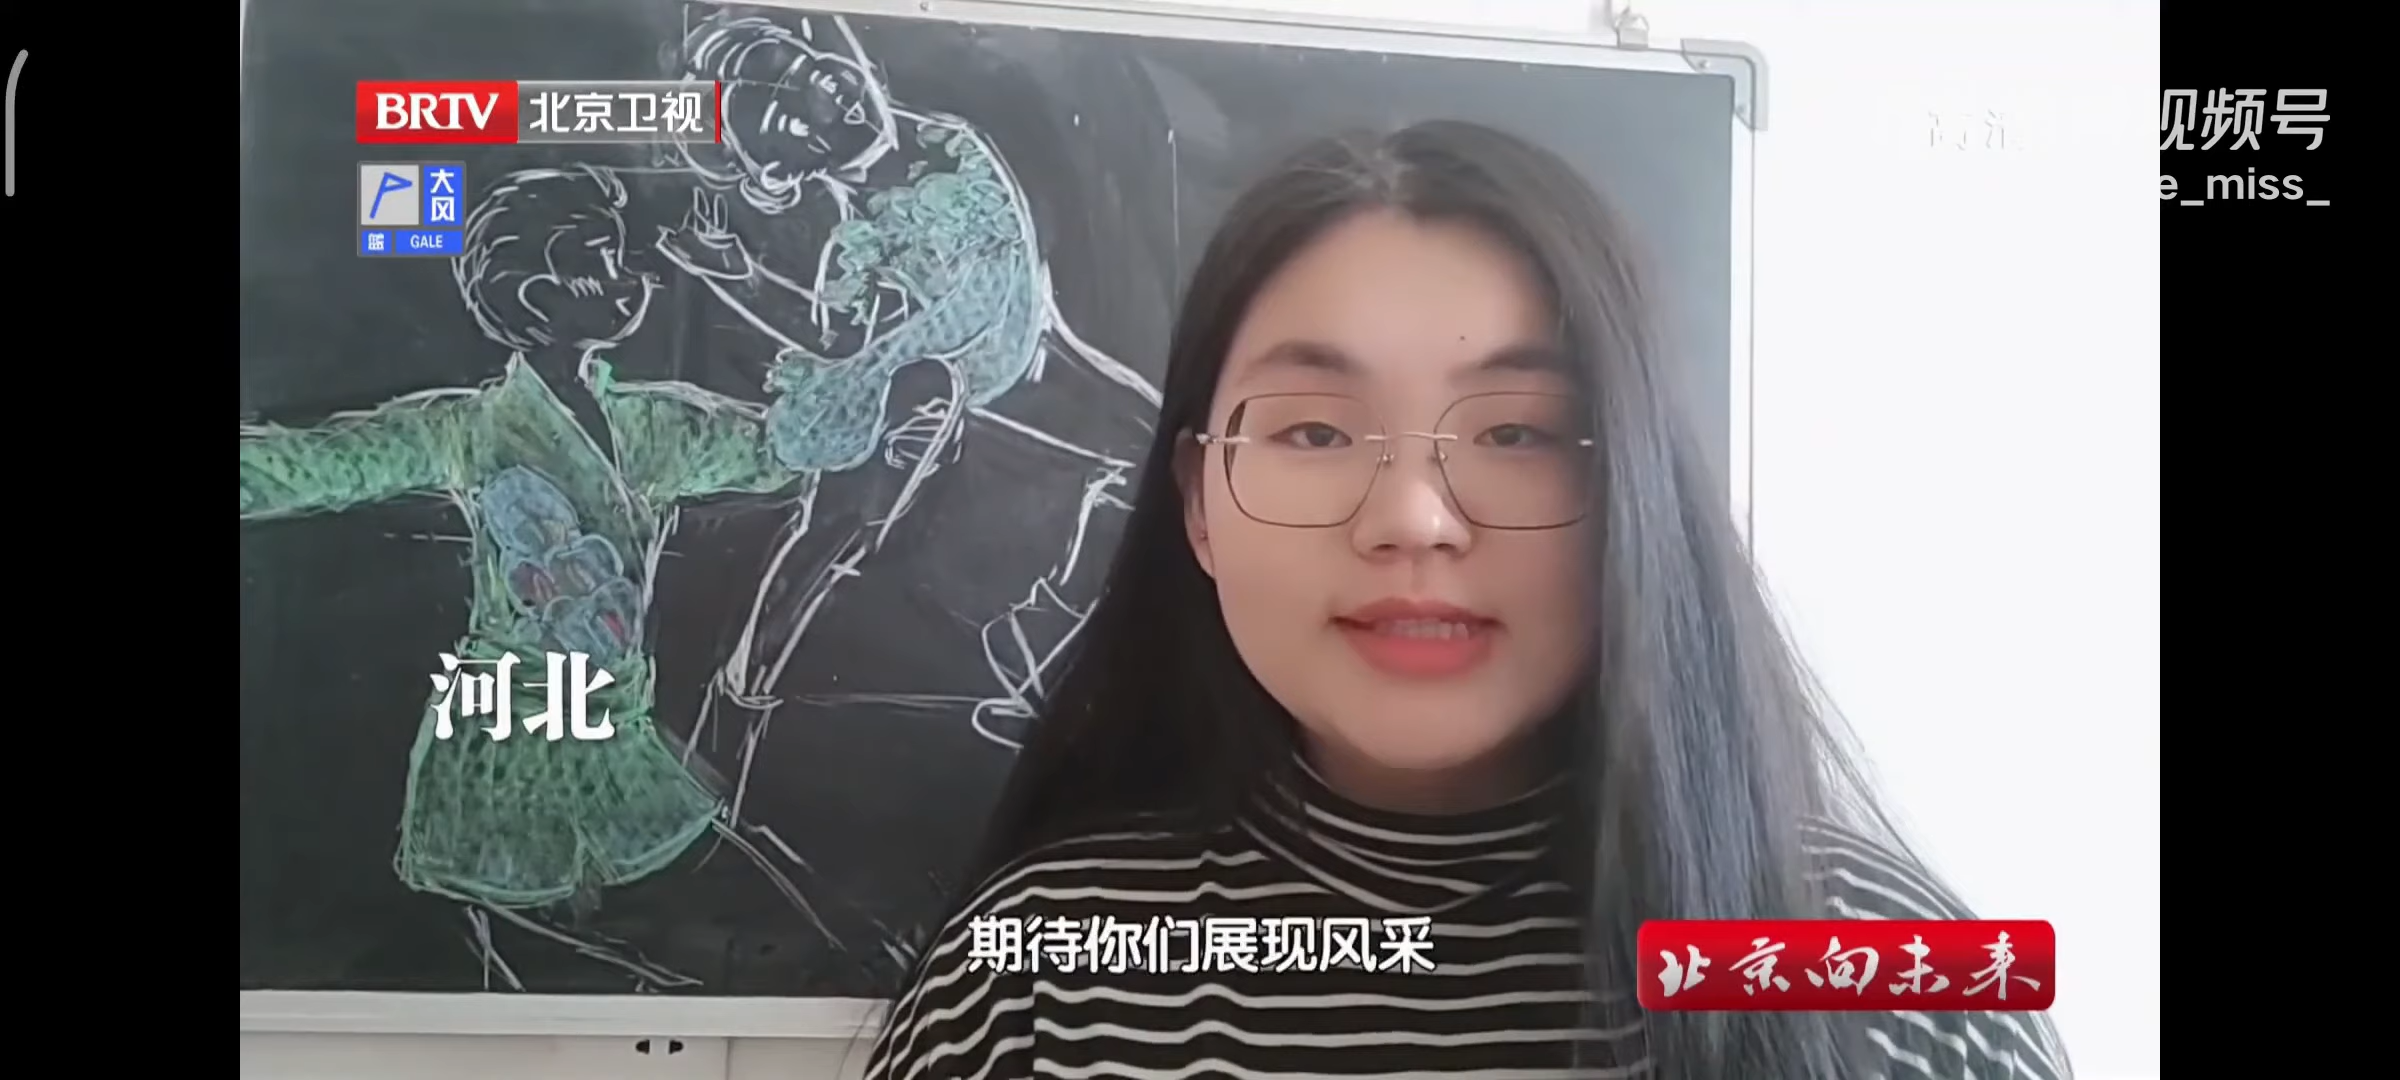 BRTV 北京卫视
视频号
大风
e_miss_
蓝 GALE
河北
期待你们展现风采
北京向未来